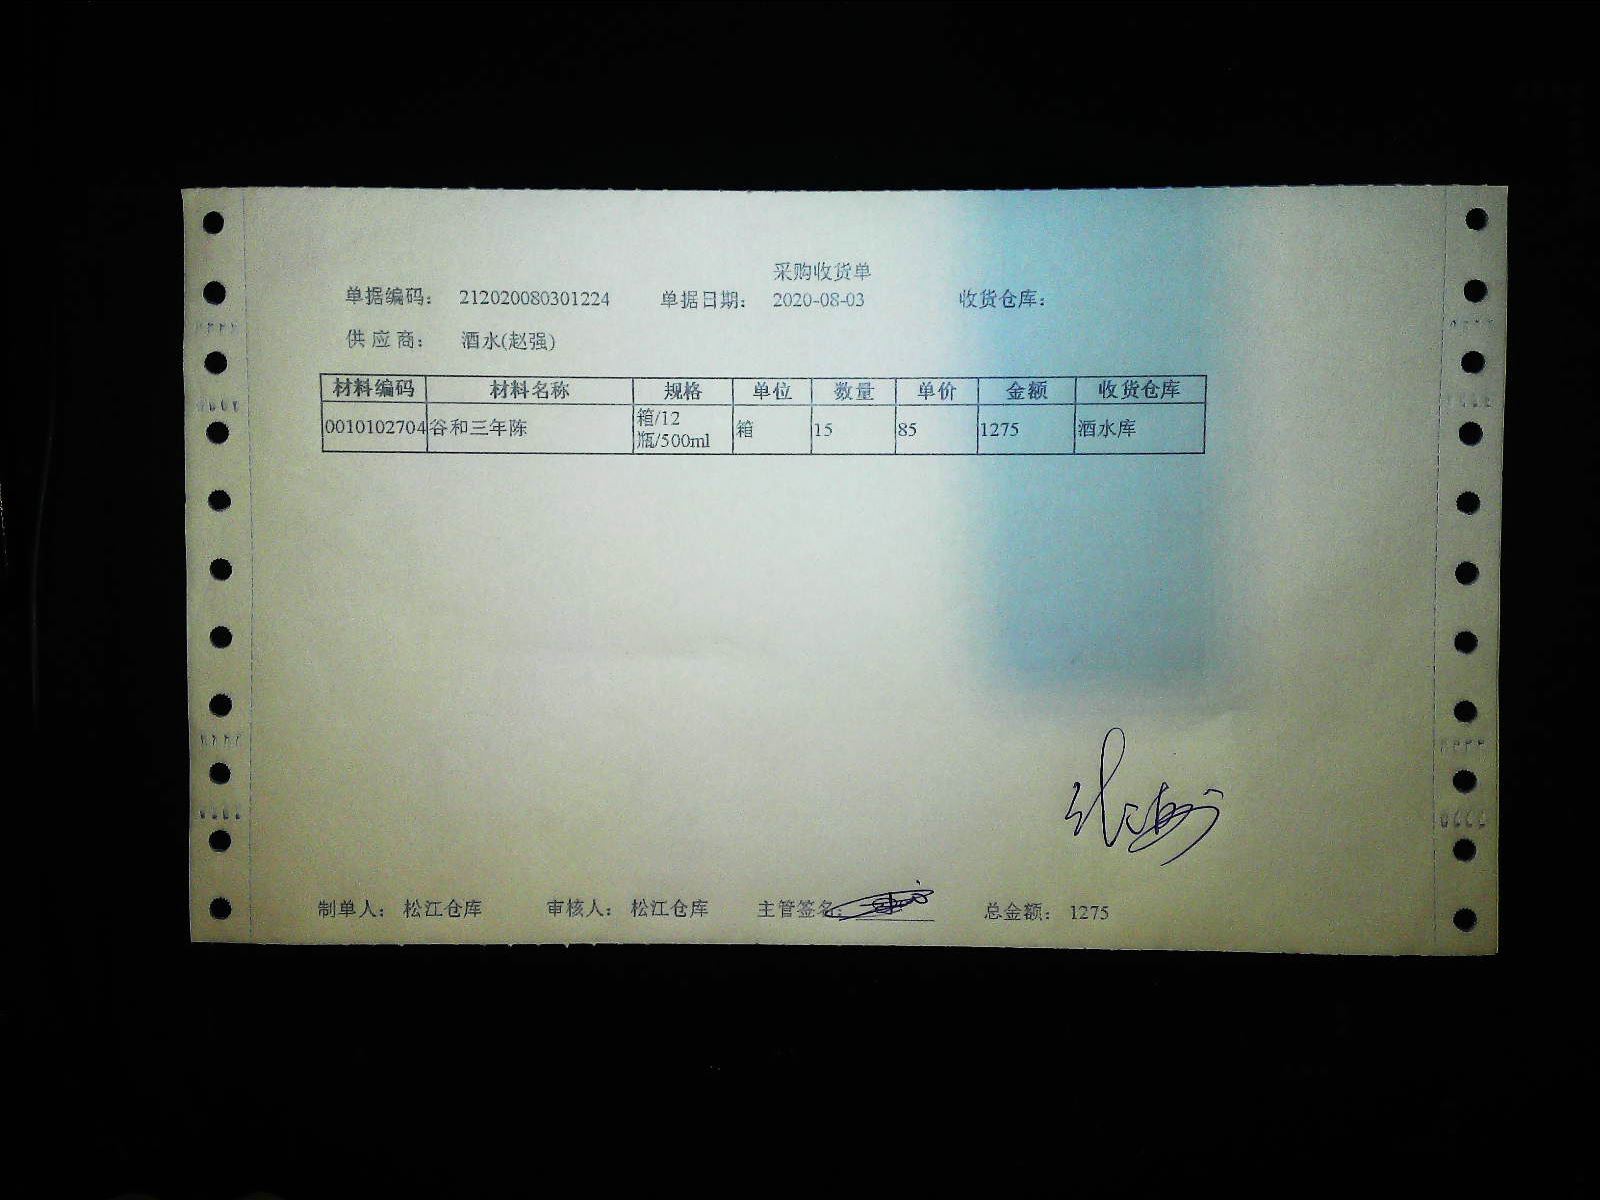 采购收货单
单据编码： 212020080301224 单据日期： 2020-08-03 收货仓库：
供应商： 酒水(赵强)
材料编码 材料名称 规格 单位 数量 单价 金额 收货仓库
0010102704 谷和三年陈 箱/12瓶/500ml 箱 15 85 1275 酒水库
制单人： 松江仓库 审核人： 松江仓库 主管签名： 总金额： 1275